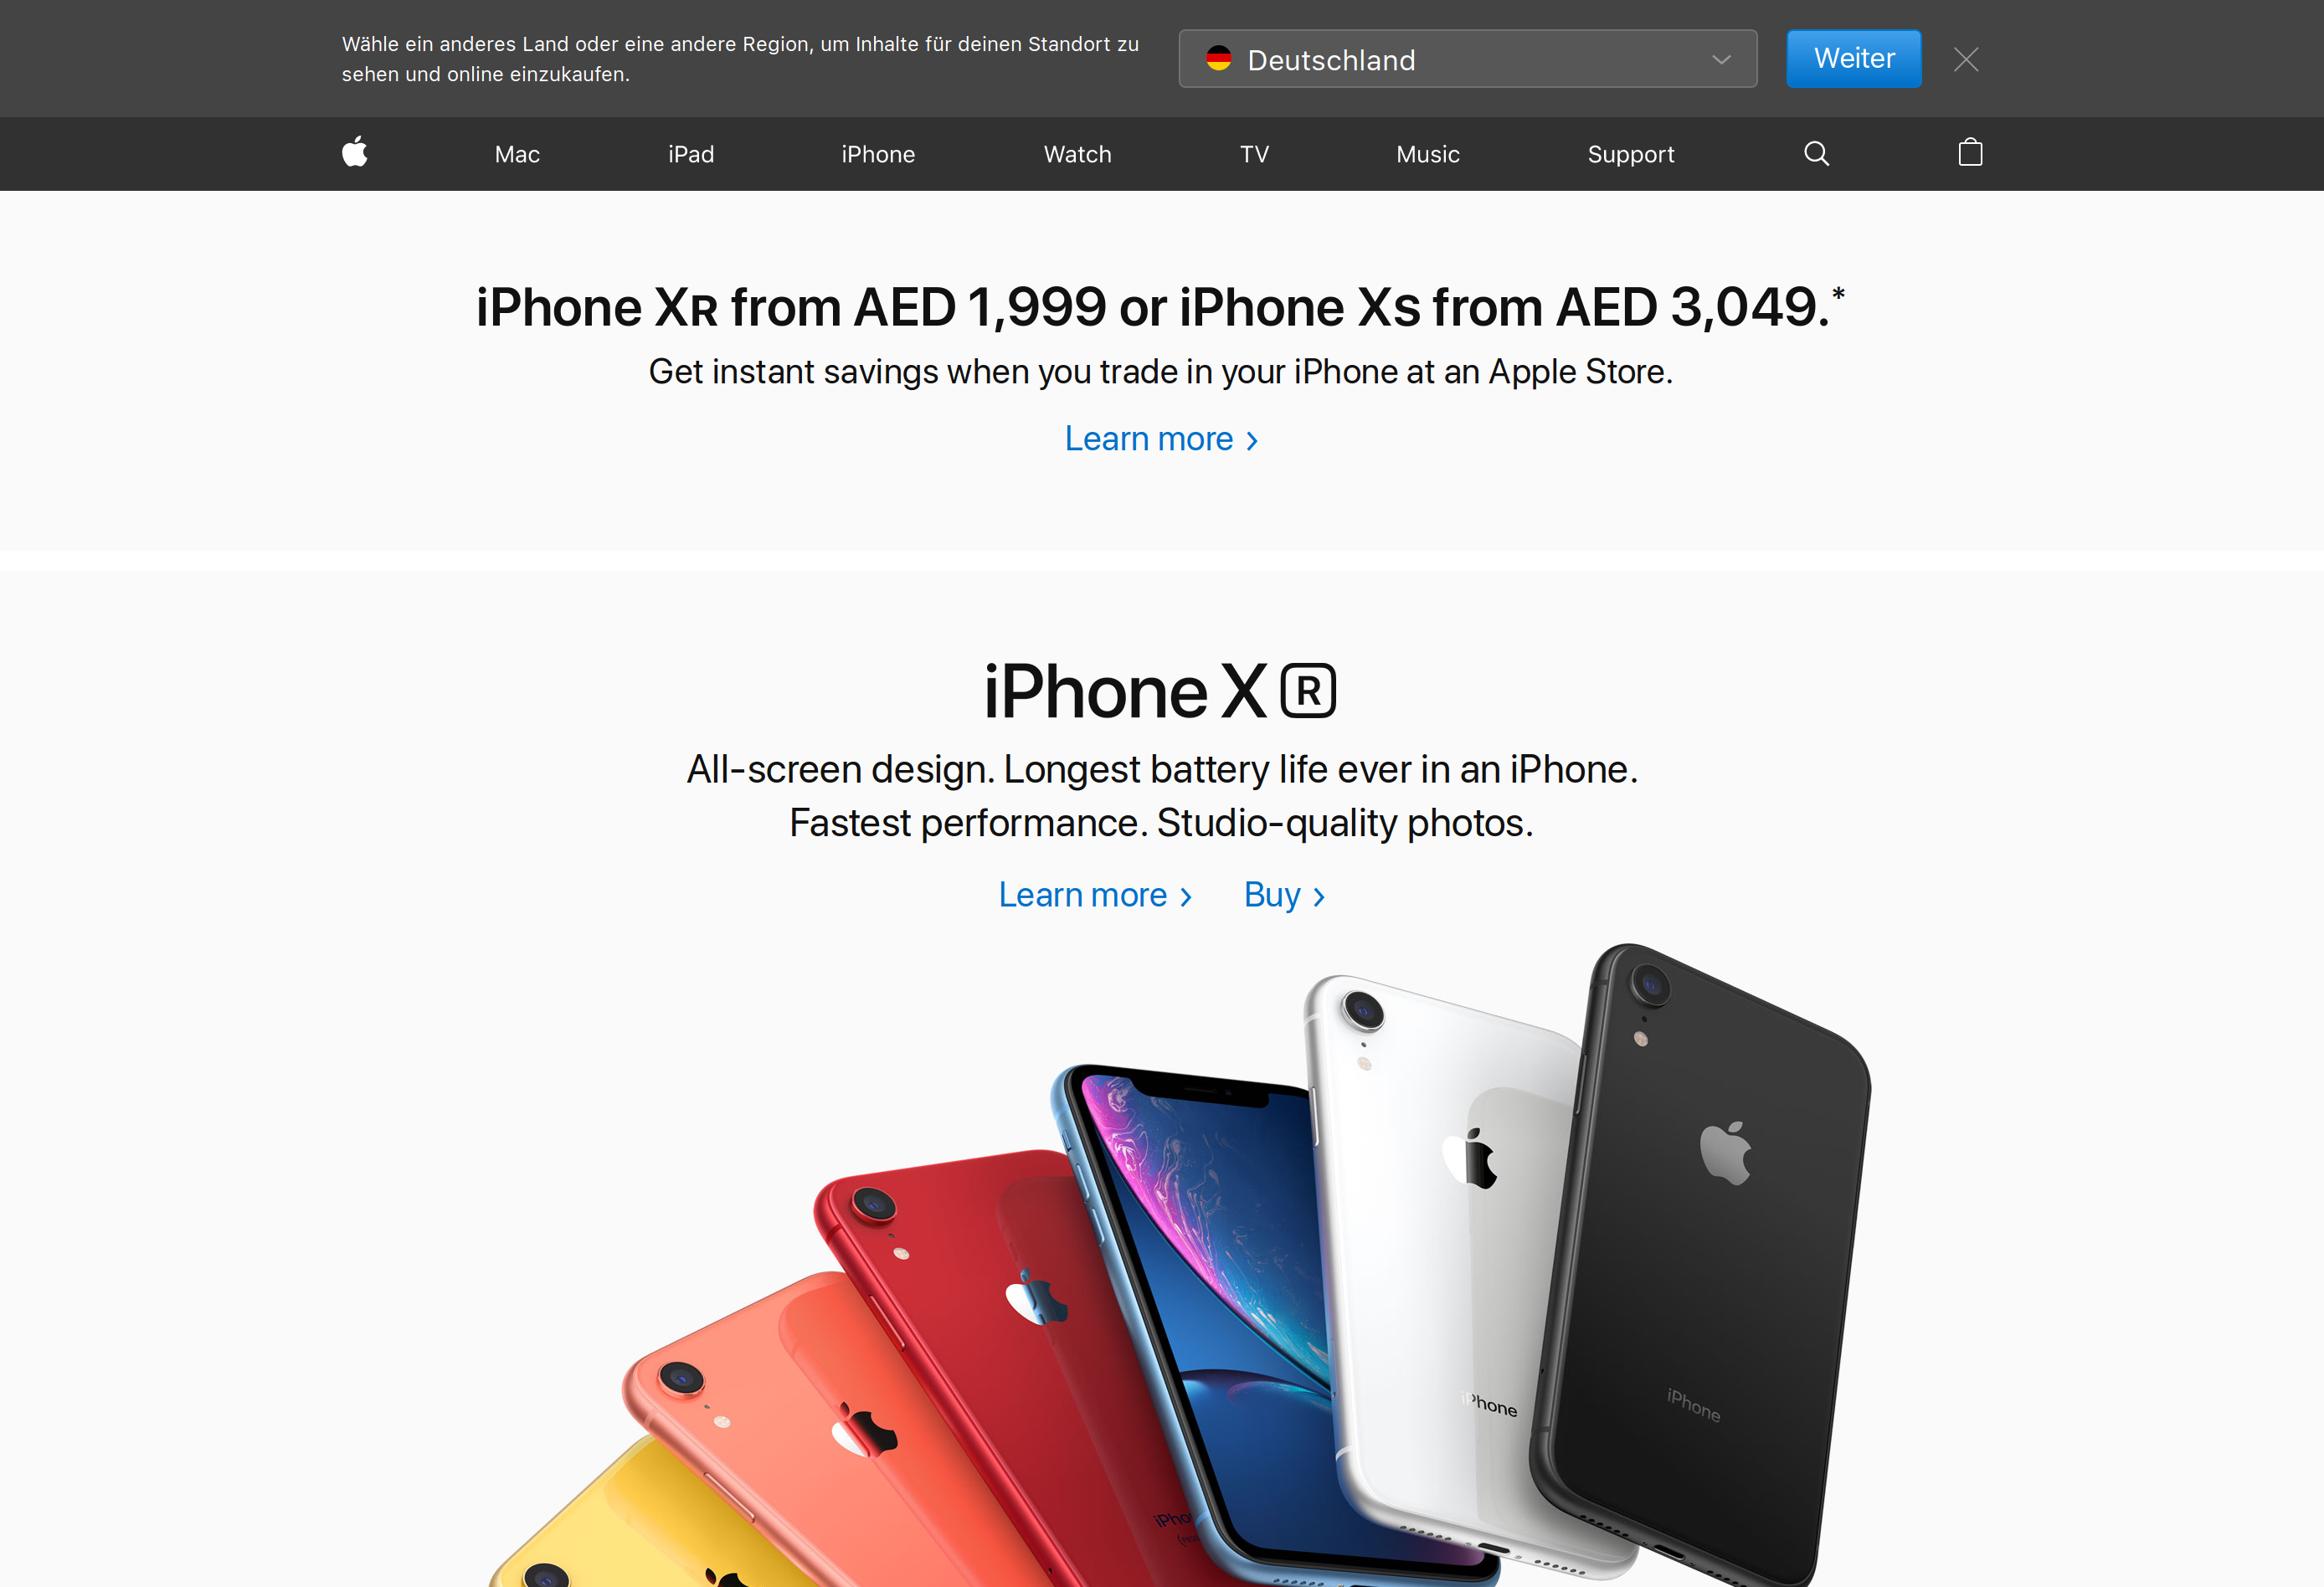 Wähle ein anderes Land oder eine andere Region, um Inhalte für deinen Standort zu
sehen und online einzukaufen.
Deutschland
Weiter
Mac iPad iPhone Watch TV Music Support
iPhone XR from AED 1,999 or iPhone XS from AED 3,049.*
Get instant savings when you trade in your iPhone at an Apple Store.
Learn more >
iPhone XR
All-screen design. Longest battery life ever in an iPhone.
Fastest performance. Studio-quality photos.
Learn more > Buy >
iPhone
iPhone